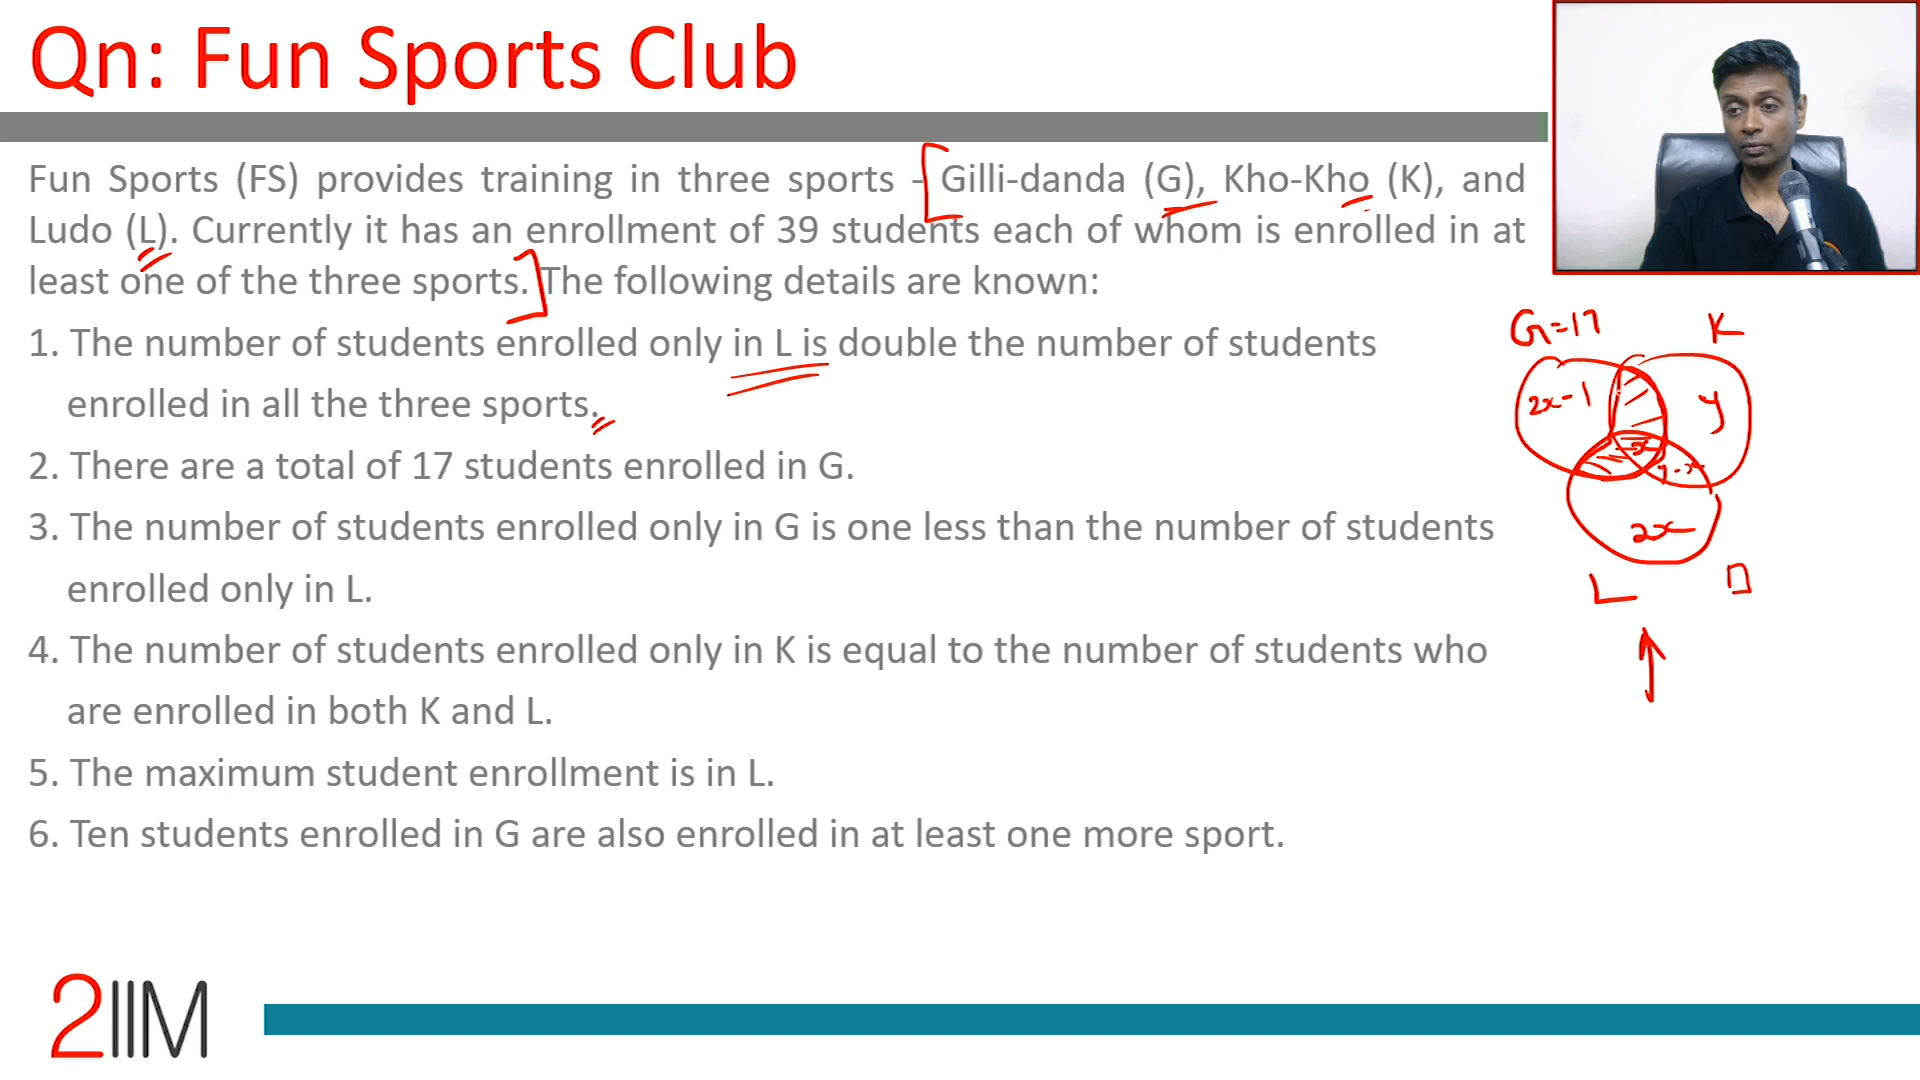 Qn: Fun Sports Club
Fun Sports (FS) provides training in three sports - Gilli-danda (G), Kho-Kho (K), and
Ludo (L). Currently it has an enrollment of 39 students each of whom is enrolled in at
least one of the three sports. The following details are known:
1. The number of students enrolled only in L is double the number of students
enrolled in all the three sports.
2. There are a total of 17 students enrolled in G.
3. The number of students enrolled only in G is one less than the number of students
enrolled only in L.
4. The number of students enrolled only in K is equal to the number of students who
are enrolled in both K and L.
5. The maximum student enrollment is in L.
6. Ten students enrolled in G are also enrolled in at least one more sport.
G=17
K
2x-1
y
x
y-x
2x
L
2IIM